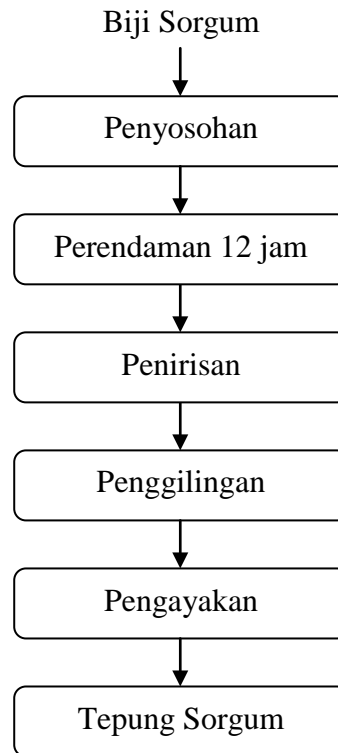 Biji Sorgum
Penyosohan
Perendaman 12 jam
Penirisan
Penggilingan
Pengayakan
Tepung Sorgum